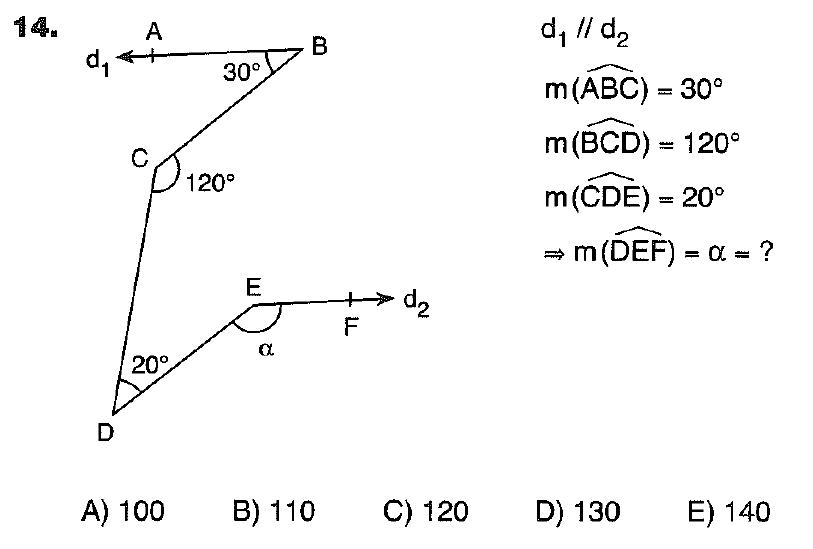 14.
A
B
d₁
30°
C
120°
E
d₂
F
α
20°
D
d₁ // d₂
m(ABC) = 30°
m(BCD) = 120°
m(CDE) = 20°
⇒ m(DEF) = α = ?
A) 100 B) 110 C) 120 D) 130 E) 140